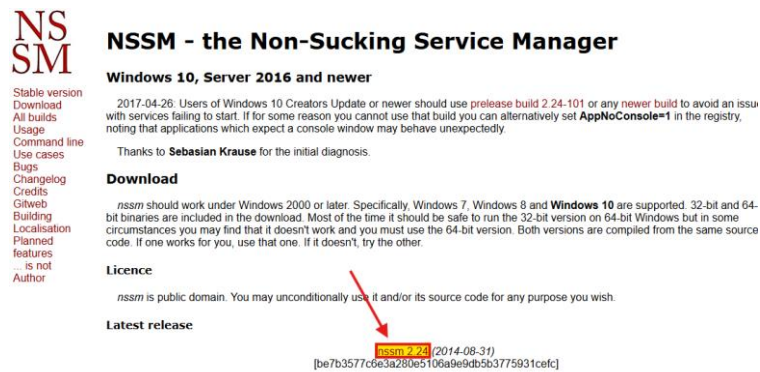 NS
SM
Stable version
Download
All builds
Usage
Command line
Use cases
Bugs
Changelog
Credits
Gitweb
Building
Localisation
Planned
features
... is not
Author
NSSM - the Non-Sucking Service Manager
Windows 10, Server 2016 and newer
2017-04-26: Users of Windows 10 Creators Update or newer should use prelease build 2.24-101 or any newer build to avoid an issue
with services failing to start. If for some reason you cannot use that build you can alternatively set AppNoConsole=1 in the registry,
noting that applications which expect a console window may behave unexpectedly.
Thanks to Sebasian Krause for the initial diagnosis.
Download
nssm should work under Windows 2000 or later. Specifically, Windows 7, Windows 8 and Windows 10 are supported. 32-bit and 64-
bit binaries are included in the download. Most of the time it should be safe to run the 32-bit version on 64-bit Windows but in some
circumstances you may find that it doesn't work and you must use the 64-bit version. Both versions are compiled from the same source
code. If one works for you, use that one. If it doesn't, try the other.
Licence
nssm is public domain. You may unconditionally use it and/or its source code for any purpose you wish.
Latest release
nssm 2.24 (2014-08-31)
[be7b3577c6e3a280e5106a9e9db5b3775931cefc]